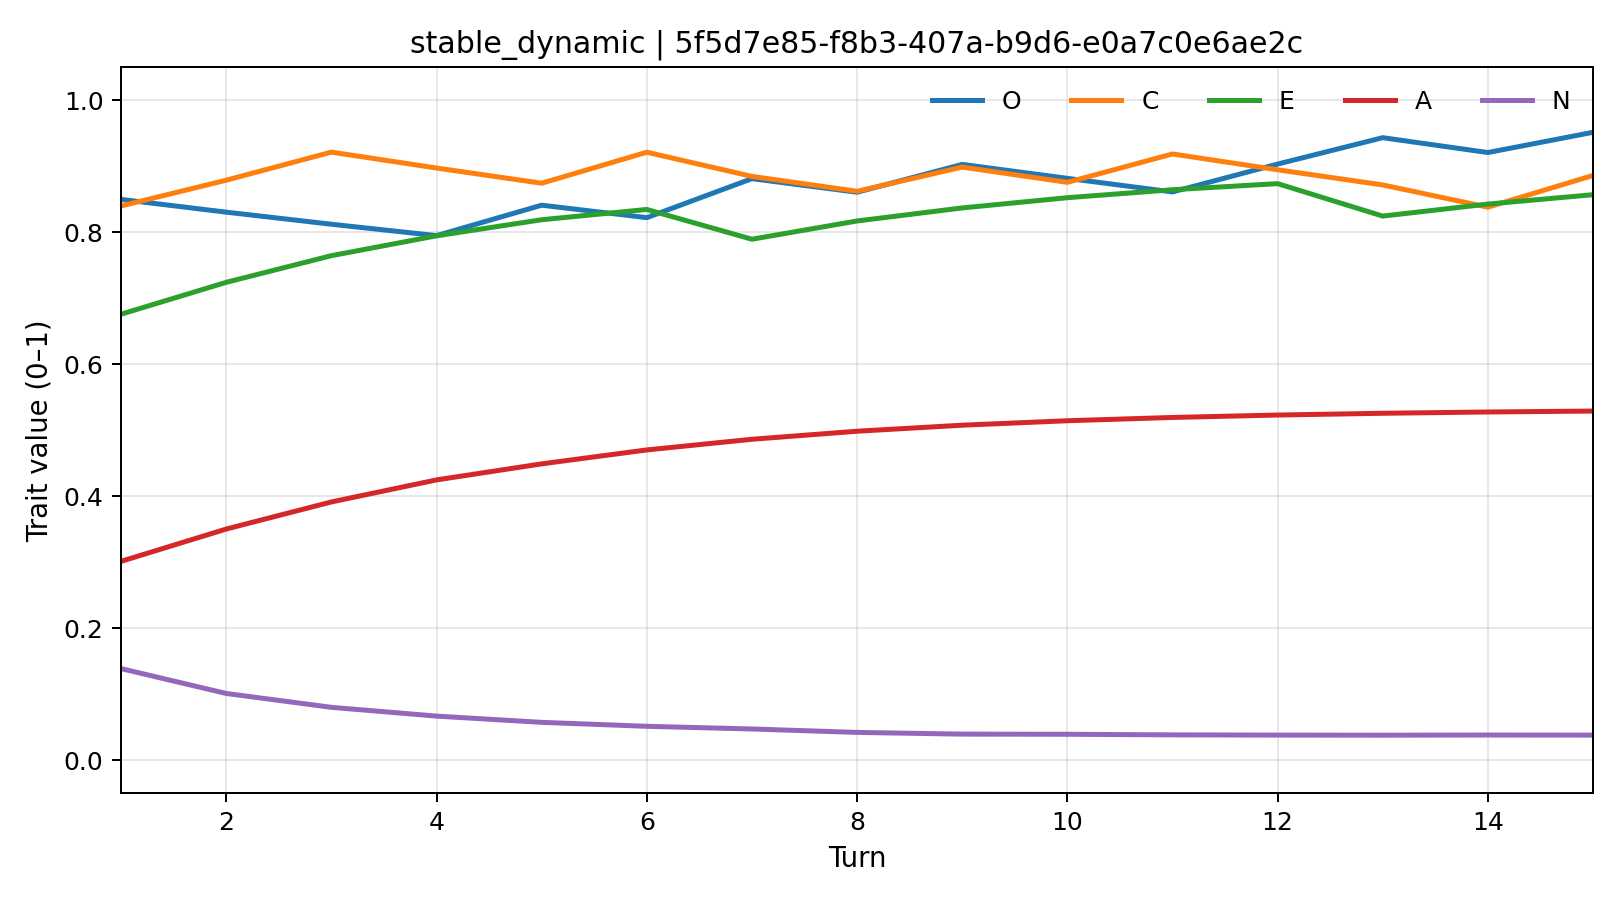 stable_dynamic | 5f5d7e85-f8b3-407a-b9d6-e0a7c0e6ae2c
O C E A N
1.0
0.8
0.6
0.4
0.2
0.0
Trait value (0–1)
2 4 6 8 10 12 14
Turn